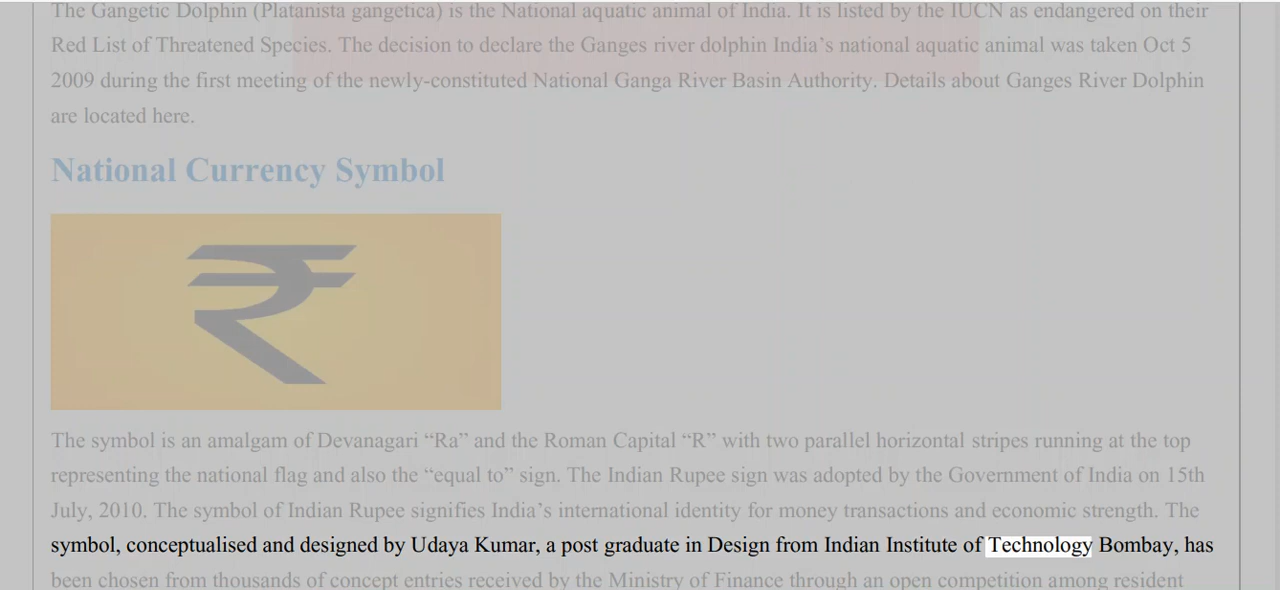 The Gangetic Dolphin (Platanista gangetica) is the National aquatic animal of India. It is listed by the IUCN as endangered on their
Red List of Threatened Species. The decision to declare the Ganges river dolphin India’s national aquatic animal was taken Oct 5
2009 during the first meeting of the newly-constituted National Ganga River Basin Authority. Details about Ganges River Dolphin
are located here.
National Currency Symbol
₹
The symbol is an amalgam of Devanagari “Ra” and the Roman Capital “R” with two parallel horizontal stripes running at the top
representing the national flag and also the “equal to” sign. The Indian Rupee sign was adopted by the Government of India on 15th
July, 2010. The symbol of Indian Rupee signifies India’s international identity for money transactions and economic strength. The
symbol, conceptualised and designed by Udaya Kumar, a post graduate in Design from Indian Institute of Technology Bombay, has
been chosen from thousands of concept entries received by the Ministry of Finance through an open competition among resident